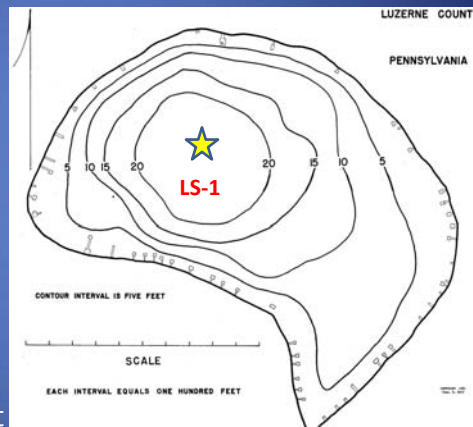 LUZERNE COUNT
PENNSYLVANIA
5 10 15 20
20 15 10 5
LS-1
CONTOUR INTERVAL IS FIVE FEET
SCALE
EACH INTERVAL EQUALS ONE HUNDRED FEET